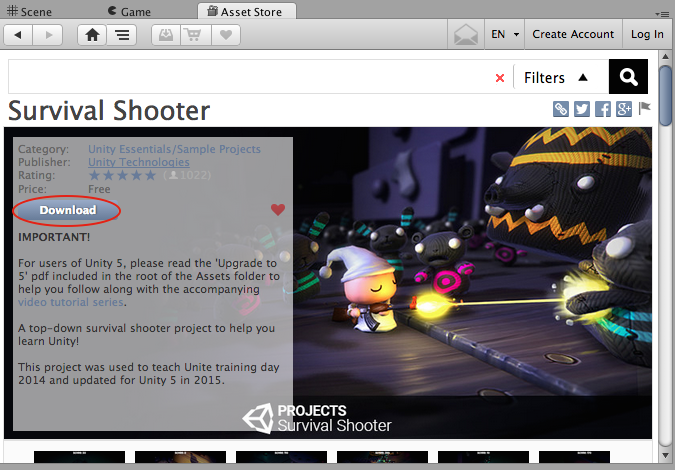 Scene Game Asset Store
EN Create Account Log In
Filters
Survival Shooter
Category: Unity Essentials/Sample Projects
Publisher: Unity Technologies
Rating: (1022)
Price: Free
Download
IMPORTANT!
For users of Unity 5, please read the 'Upgrade to
5' pdf included in the root of the Assets folder to
help you follow along with the accompanying
video tutorial series.
A top-down survival shooter project to help you
learn Unity!
This project was used to teach Unite training day
2014 and updated for Unity 5 in 2015.
PROJECTS
Survival Shooter